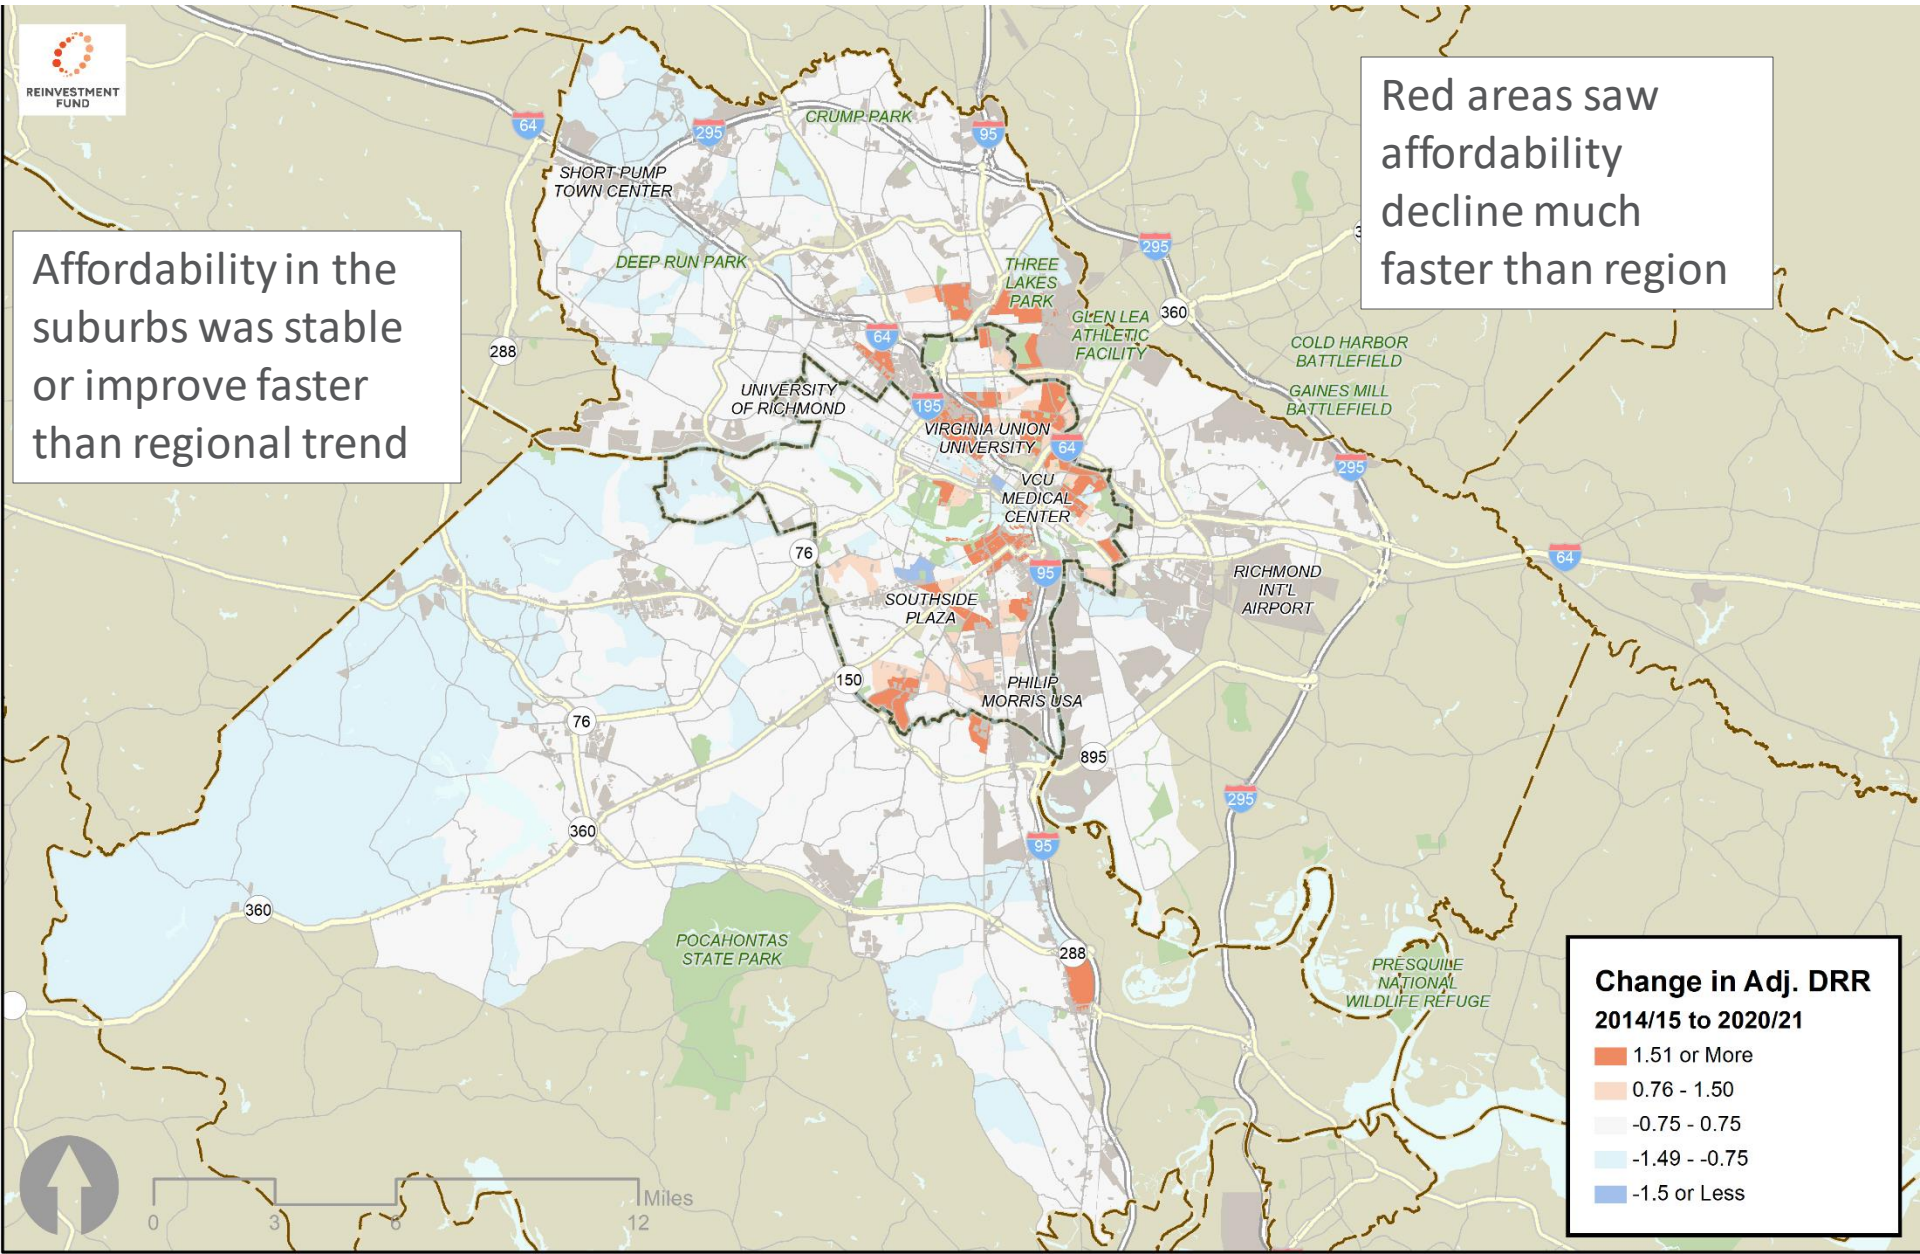 REINVESTMENT
FUND
Affordability in the
suburbs was stable
or improve faster
than regional trend
Red areas saw
affordability
decline much
faster than region
64
295
CRUMP PARK
95
SHORT PUMP
TOWN CENTER
295
DEEP RUN PARK
THREE
LAKES
PARK
360
GLEN LEA
ATHLETIC
FACILITY
288
64
COLD HARBOR
BATTLEFIELD
GAINES MILL
BATTLEFIELD
UNIVERSITY
OF RICHMOND
195
VIRGINIA UNION
UNIVERSITY
64
295
VCU
MEDICAL
CENTER
76
95
64
RICHMOND
INT'L
AIRPORT
SOUTHSIDE
PLAZA
150
PHILIP
MORRIS USA
76
895
295
360
95
360
POCAHONTAS
STATE PARK
288
PRESQUILE
NATIONAL
WILDLIFE REFUGE
Change in Adj. DRR
2014/15 to 2020/21
1.51 or More
0.76 - 1.50
-0.75 - 0.75
-1.49 - -0.75
-1.5 or Less
Miles
0 3 6 12